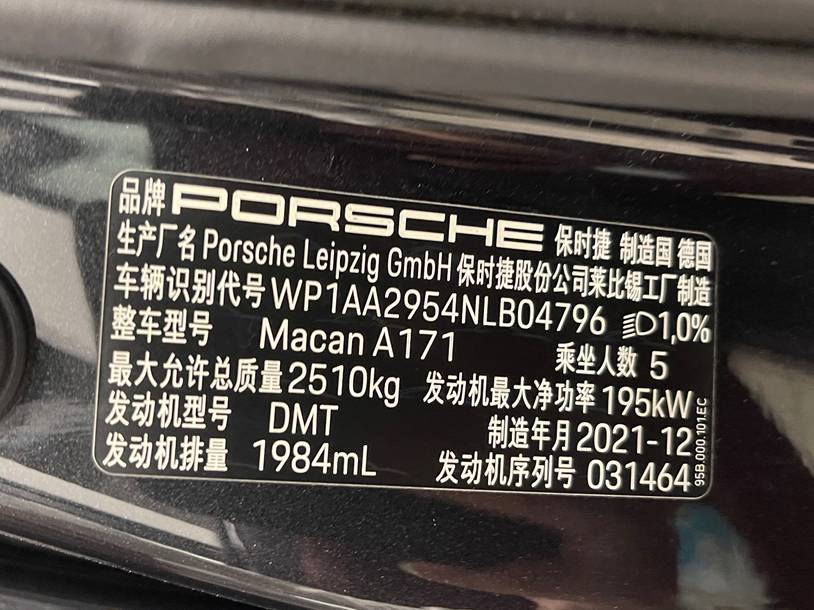 品牌 PORSCHE 保时捷 制造国 德国
生产厂名 Porsche Leipzig GmbH 保时捷股份公司莱比锡工厂制造
车辆识别代号 WP1AA2954NLB04796 1,0%
整车型号 Macan A171 乘坐人数 5
最大允许总质量 2510kg 发动机最大净功率 195kW
发动机型号 DMT 制造年月 2021-12
发动机排量 1984mL 发动机序列号 031464
95B.000.101.EC